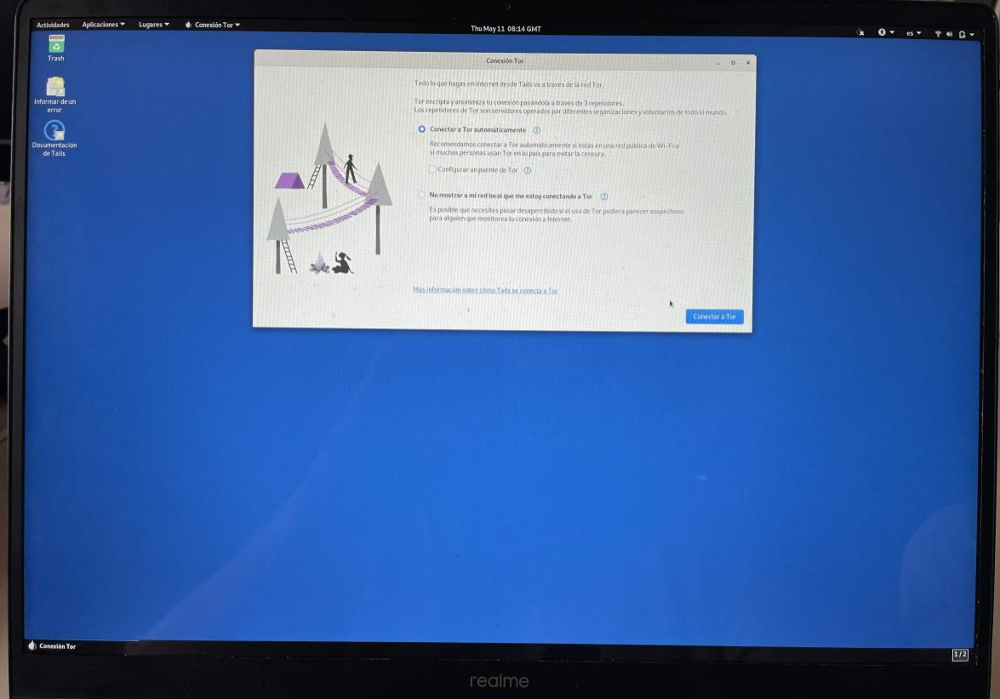 Actividades Aplicaciones Lugares Conexión Tor Thu May 11 08:14 GMT es
Trash
Informar de un
error
Documentación
de Tails
Conexión Tor
Todo lo que hagas en Internet desde Tails va a través de la red Tor.
Tor encripta y anonimiza tu conexión pasándola a través de 3 repetidores.
Los repetidores de Tor son servidores operados por diferentes organizaciones y voluntarios de todo el mundo.
Conectar a Tor automáticamente
Recomendamos conectar a Tor automáticamente si estás en una red pública de Wi-Fi o
si muchas personas usan Tor en tu país para evitar la censura.
Configurar un puente de Tor
No mostrar a mi red local que me estoy conectando a Tor
Es posible que necesites pasar desapercibido si el uso de Tor pudiera parecer sospechoso
para alguien que monitorea tu conexión a Internet.
Más información sobre cómo Tails se conecta a Tor
Conectar a Tor
Conexión Tor
1/2
realme